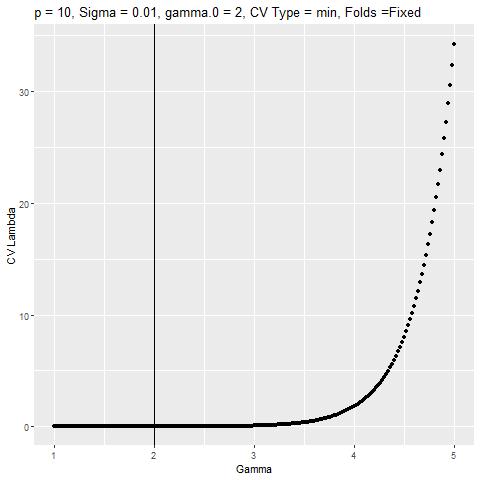 p = 10, Sigma = 0.01, gamma.0 = 2, CV Type = min, Folds =Fixed
30
20
10
0
CV Lambda
1 2 3 4 5
Gamma